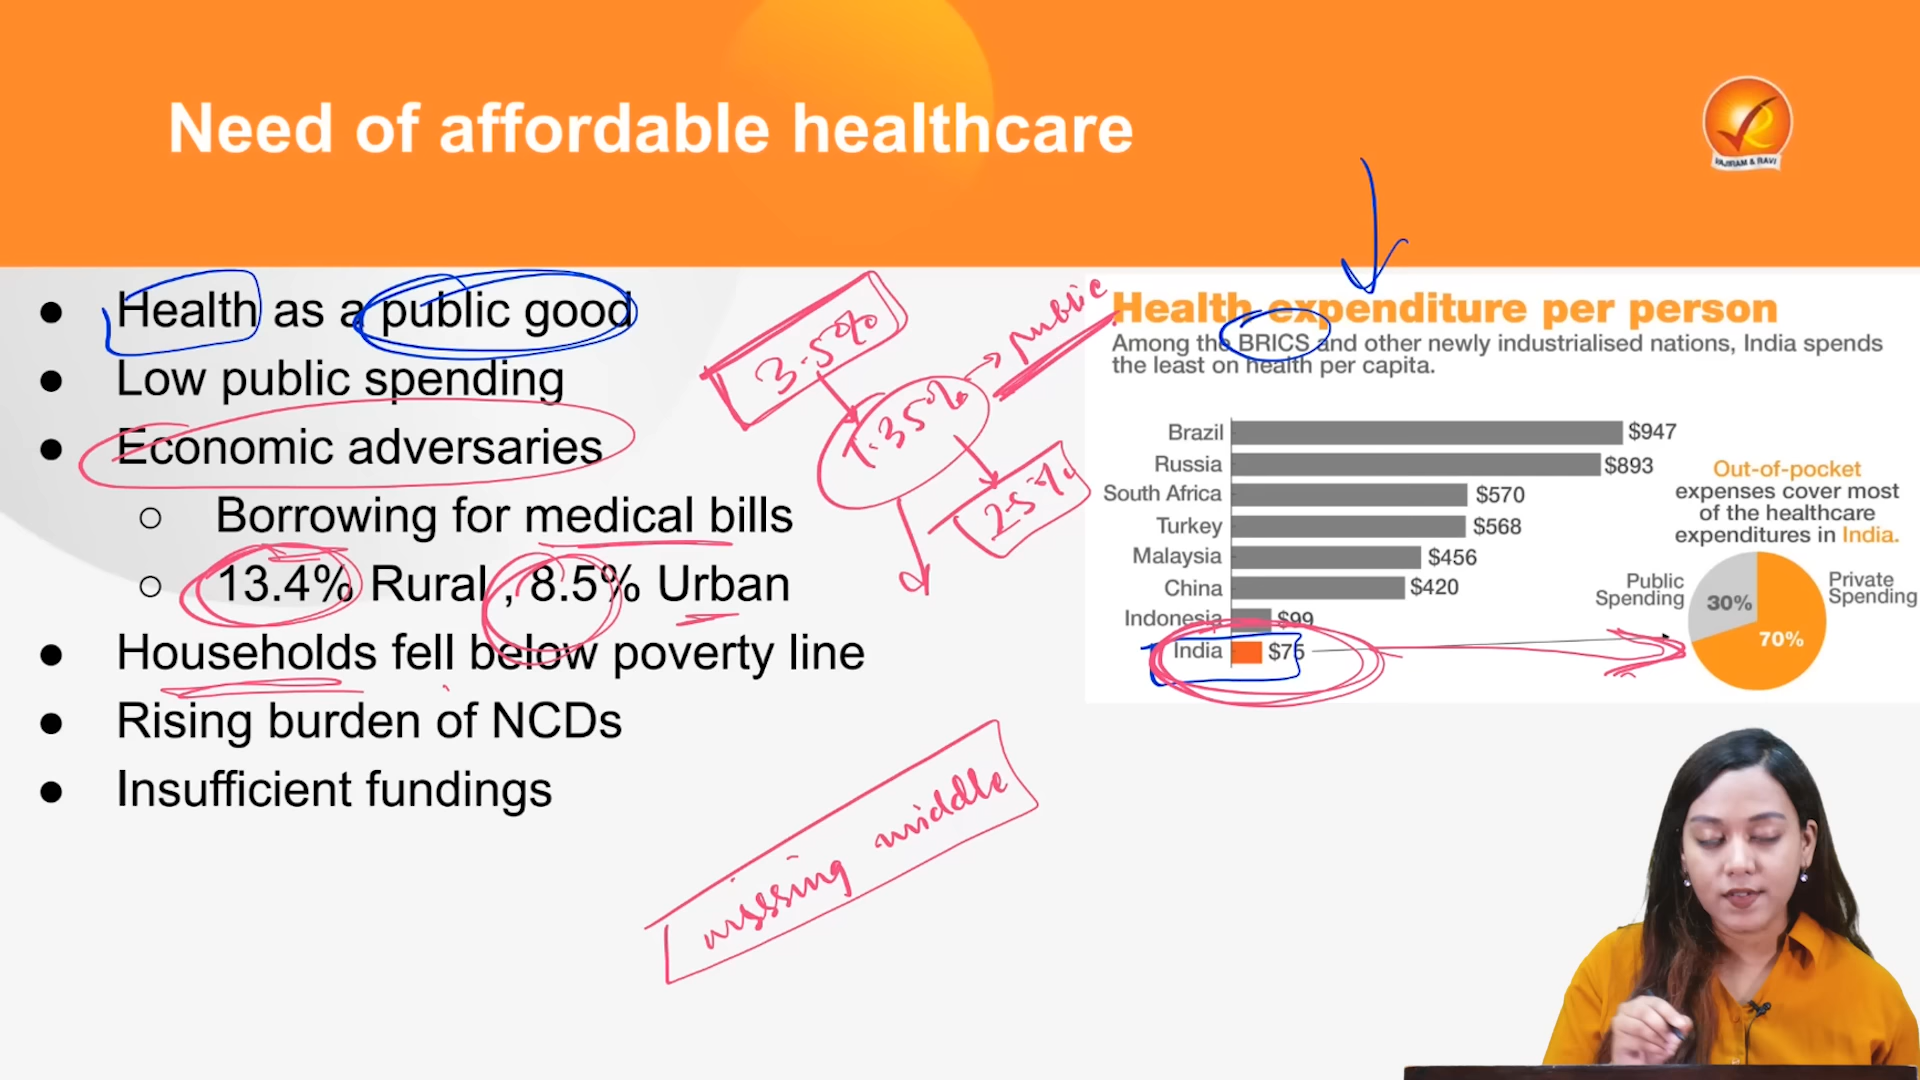 Need of affordable healthcare
VAJIRAM & RAVI
● Health as a public good
● Low public spending
● Economic adversaries
○ Borrowing for medical bills
○ 13.4% Rural , 8.5% Urban
● Households fell below poverty line
● Rising burden of NCDs
● Insufficient fundings
3.5%
1.35%
Public
2.5%
missing middle
Health expenditure per person
Among the BRICS and other newly industrialised nations, India spends
the least on health per capita.
Brazil $947
Russia $893
South Africa $570
Turkey $568
Malaysia $456
China $420
Indonesia $99
India $75
Out-of-pocket
expenses cover most
of the healthcare
expenditures in India.
Public
Spending
30%
Private
Spending
70%